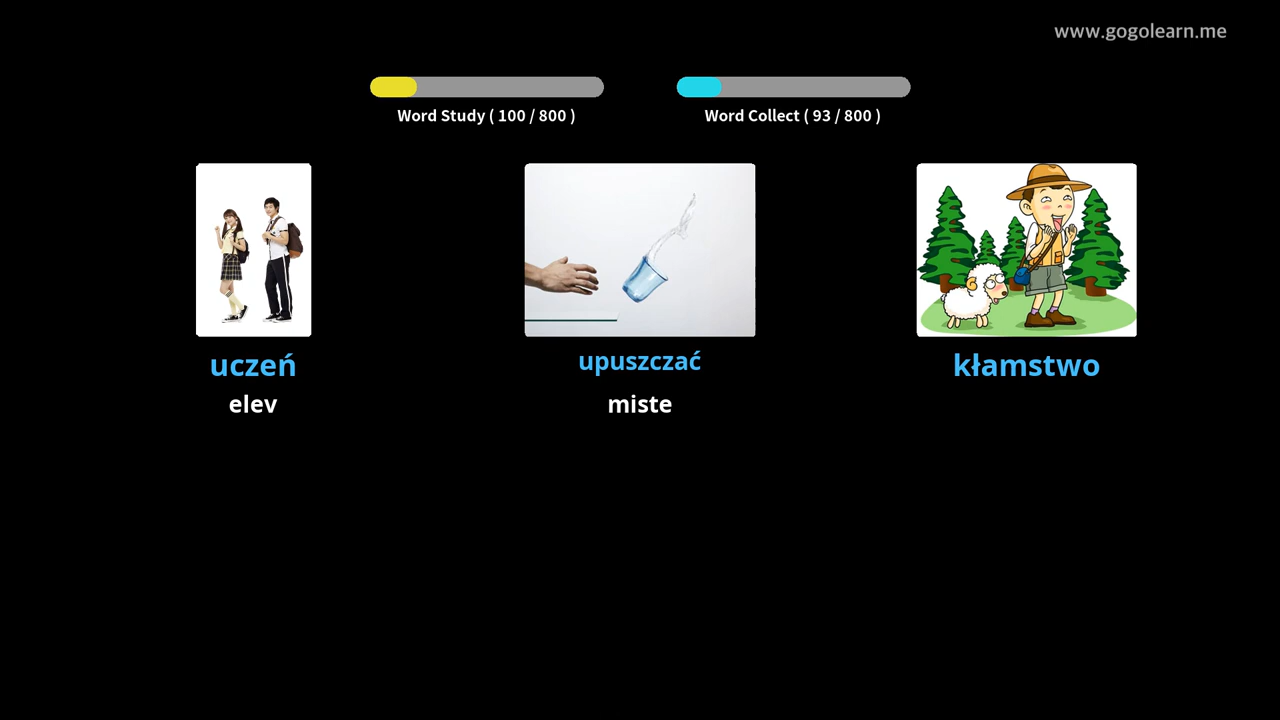 www.gogolearn.me
Word Study ( 100 / 800 )
Word Collect ( 93 / 800 )
uczeń
upuszczać
kłamstwo
elev
miste